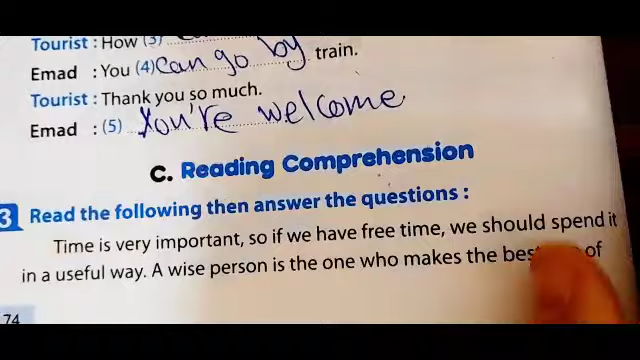 Tourist : How (3)
Emad : You (4) can go by train.
Tourist : Thank you so much.
Emad : (5) You're welcome
C. Reading Comprehension
3 Read the following then answer the questions :
Time is very important, so if we have free time, we should spend it
in a useful way. A wise person is the one who makes the best of
74